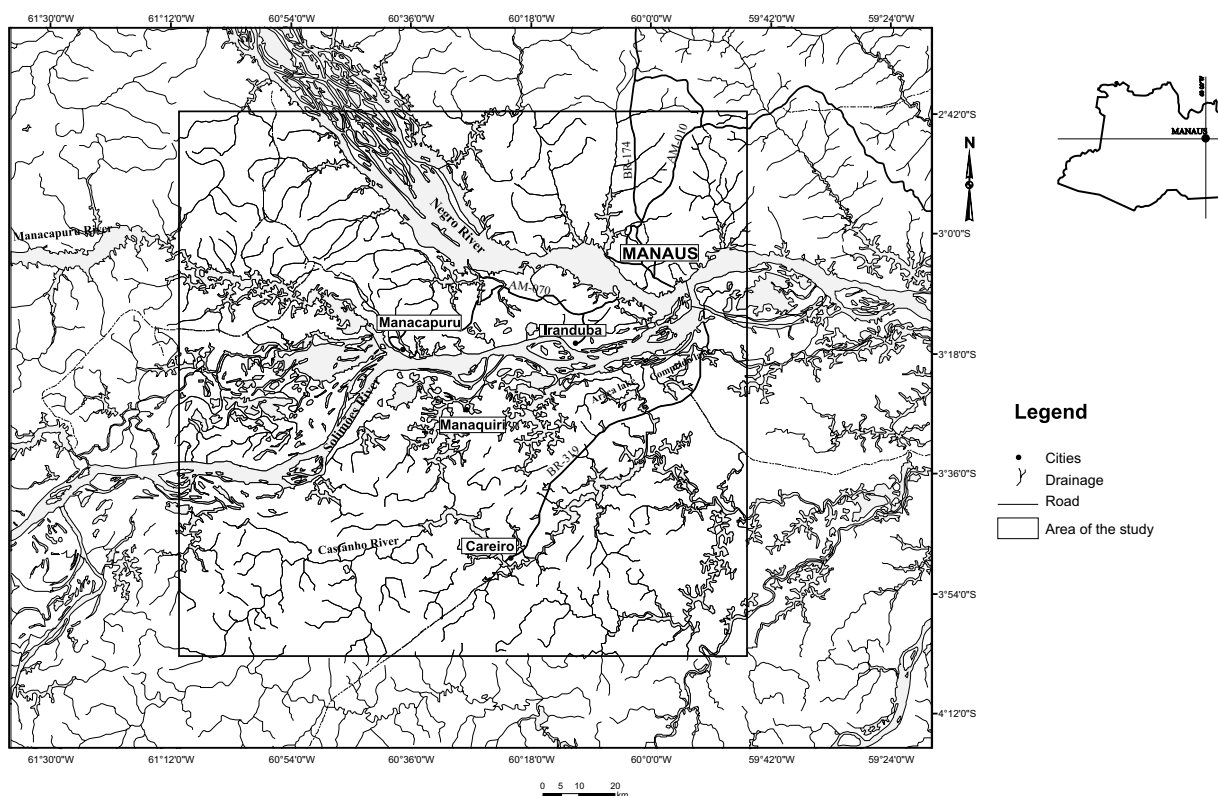 61°30'0"W 61°12'0"W 60°54'0"W 60°36'0"W 60°18'0"W 60°0'0"W 59°42'0"W 59°24'0"W
2°42'0"S
MANAUS
N
BR-174
AM-010
Negro River
Manacapuru River
3°0'0"S
MANAUS
AM-070
Manacapuru
Iranduba
3°18'0"S
Solimões River
Manaquiri
BR-319
3°36'0"S
Castanho River
Careiro
3°54'0"S
4°12'0"S
Legend
Cities
Drainage
Road
Area of the study
61°30'0"W 61°12'0"W 60°54'0"W 60°36'0"W 60°18'0"W 60°0'0"W 59°42'0"W 59°24'0"W
0 5 10 20
km